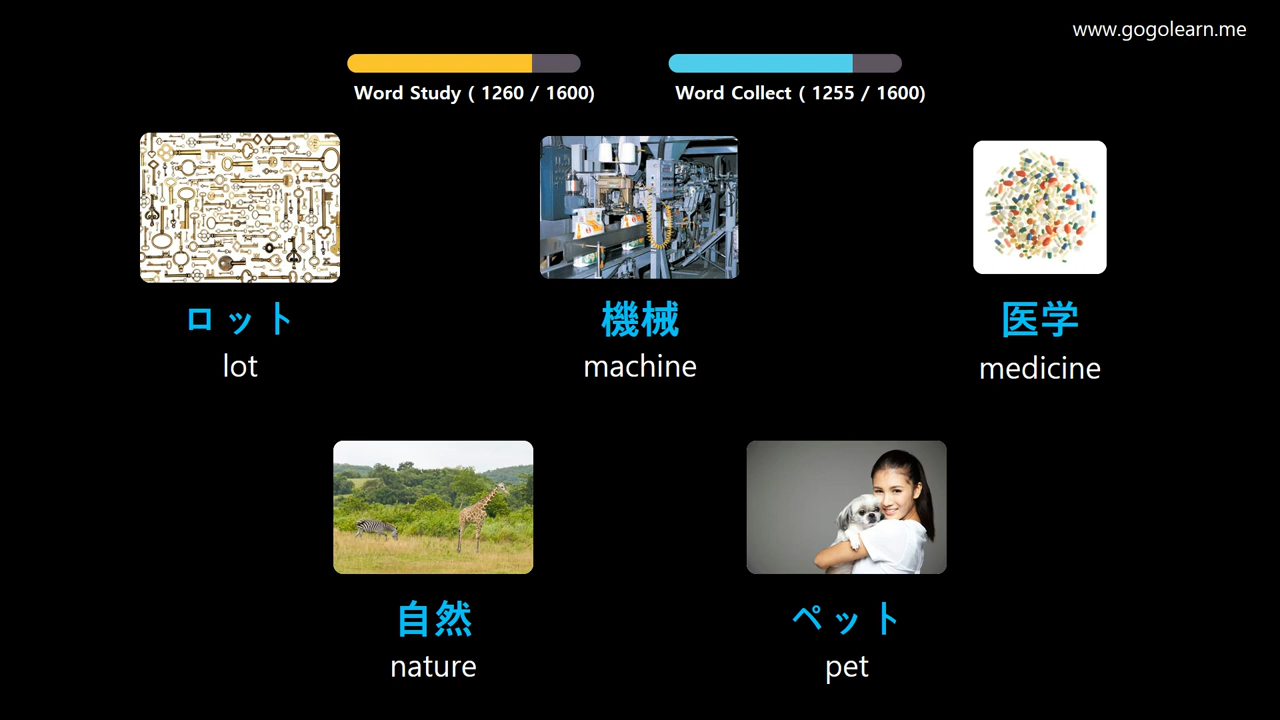 www.gogolearn.me
Word Study ( 1260 / 1600)
Word Collect ( 1255 / 1600)
ロット
lot
機械
machine
医学
medicine
自然
nature
ペット
pet